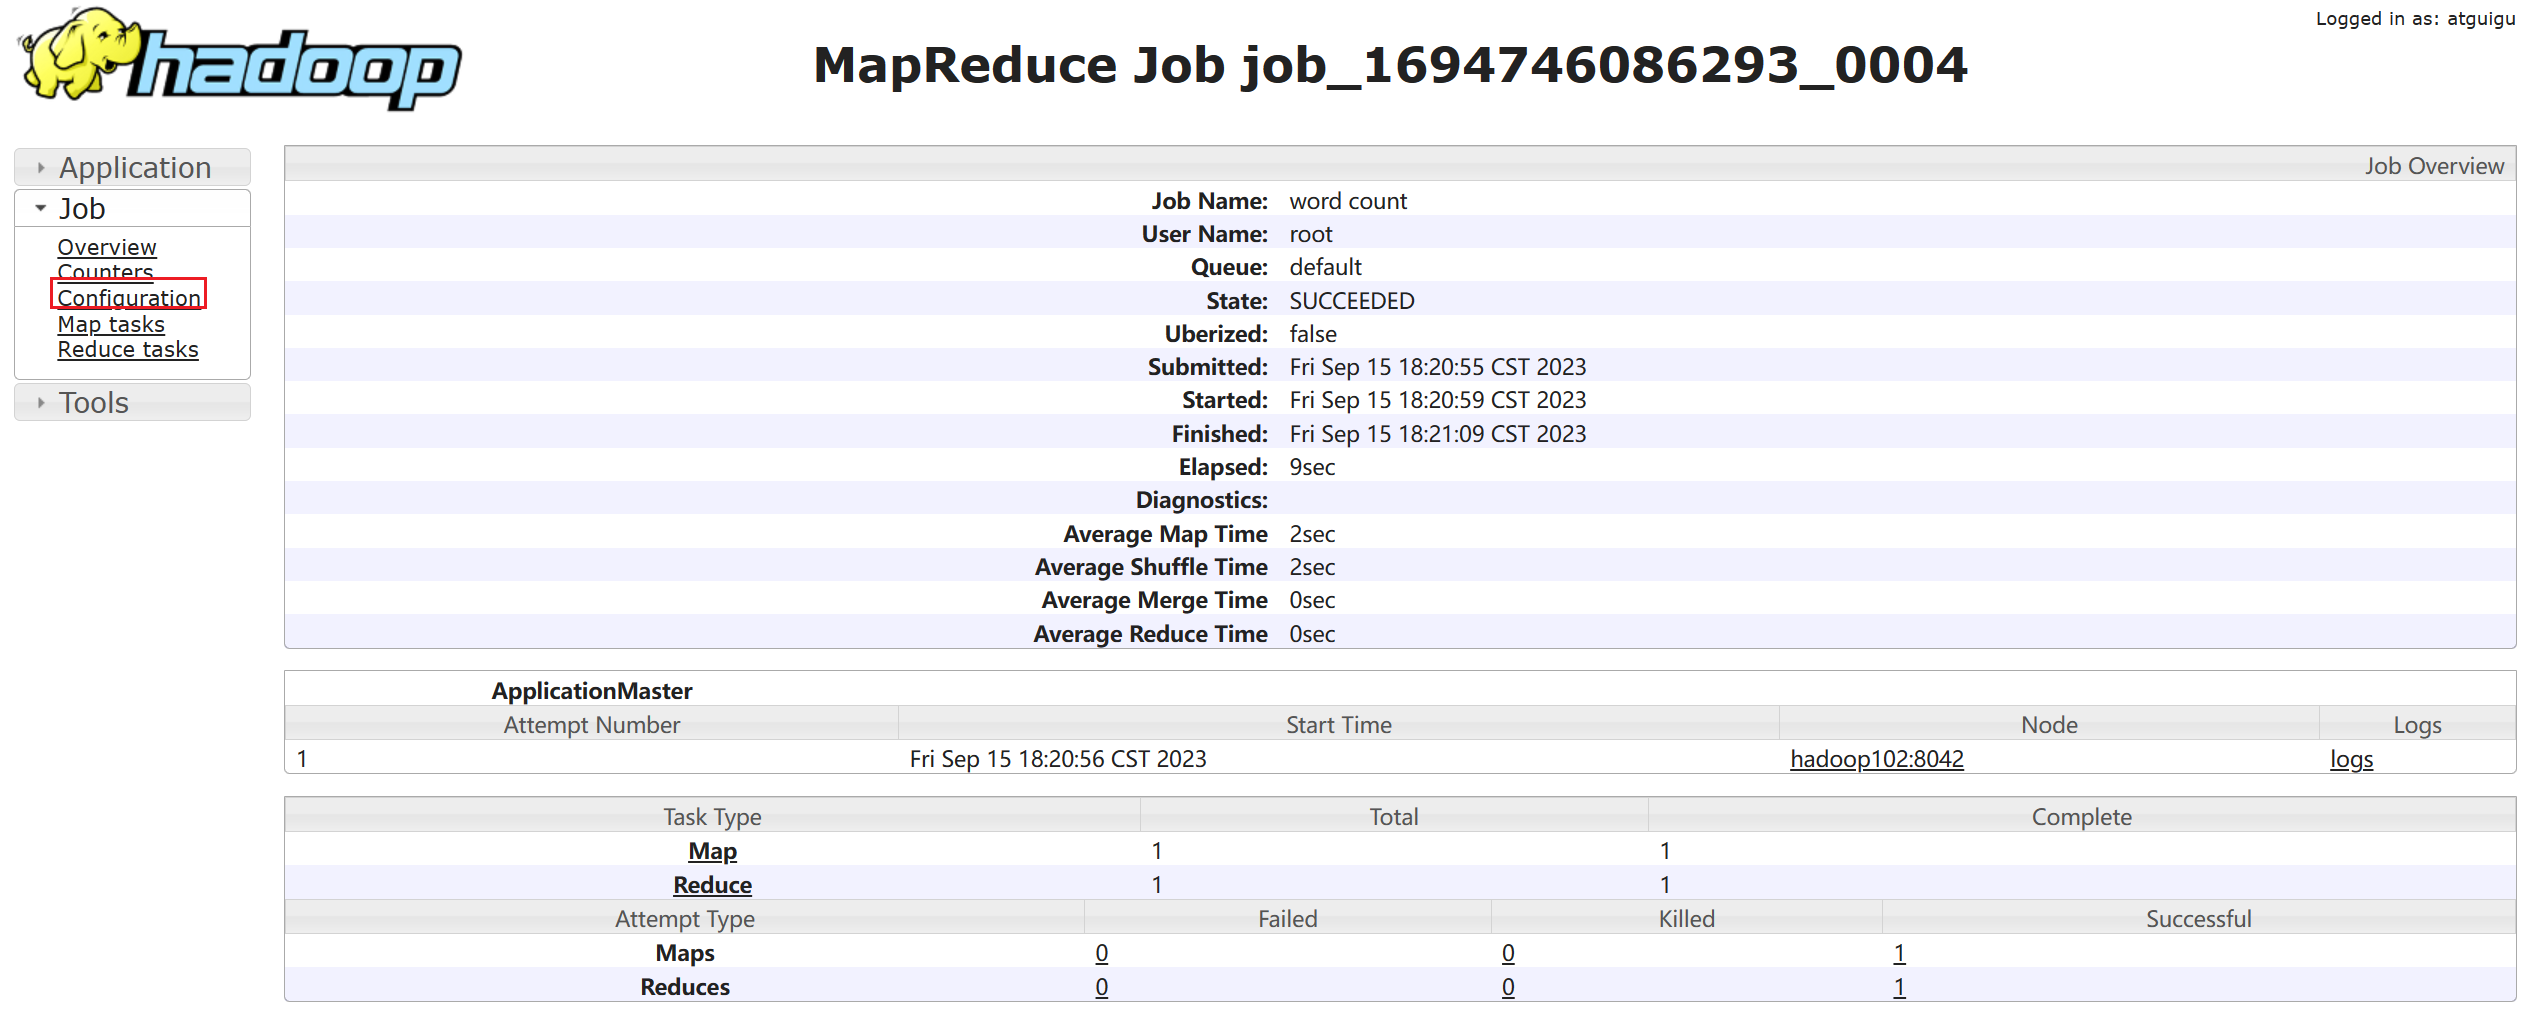 Logged in as: atguigu
hadoop
MapReduce Job job_1694746086293_0004
Application
Job
Overview
Counters
Configuration
Map tasks
Reduce tasks
Tools
Job Overview
Job Name: word count
User Name: root
Queue: default
State: SUCCEEDED
Uberized: false
Submitted: Fri Sep 15 18:20:55 CST 2023
Started: Fri Sep 15 18:20:59 CST 2023
Finished: Fri Sep 15 18:21:09 CST 2023
Elapsed: 9sec
Diagnostics:
Average Map Time 2sec
Average Shuffle Time 2sec
Average Merge Time 0sec
Average Reduce Time 0sec
ApplicationMaster
Attempt Number Start Time Node Logs
1 Fri Sep 15 18:20:56 CST 2023 hadoop102:8042 logs
Task Type Total Complete
Map 1 1
Reduce 1 1
Attempt Type Failed Killed Successful
Maps 0 0 1
Reduces 0 0 1